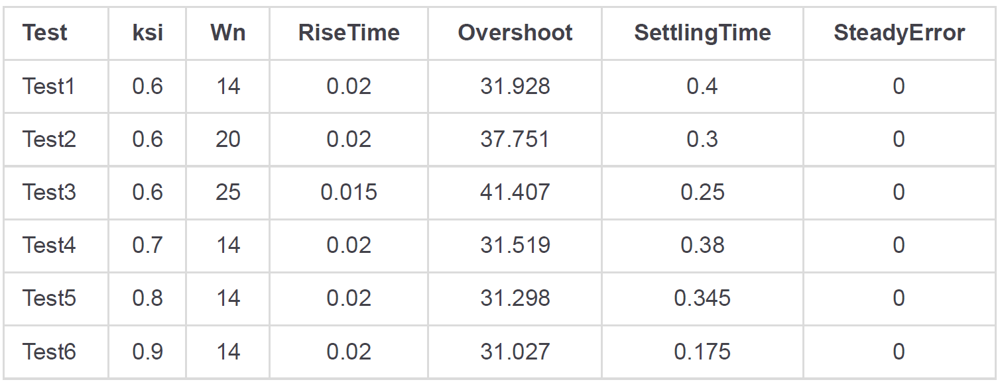 Test ksi Wn RiseTime Overshoot SettlingTime SteadyError
Test1 0.6 14 0.02 31.928 0.4 0
Test2 0.6 20 0.02 37.751 0.3 0
Test3 0.6 25 0.015 41.407 0.25 0
Test4 0.7 14 0.02 31.519 0.38 0
Test5 0.8 14 0.02 31.298 0.345 0
Test6 0.9 14 0.02 31.027 0.175 0